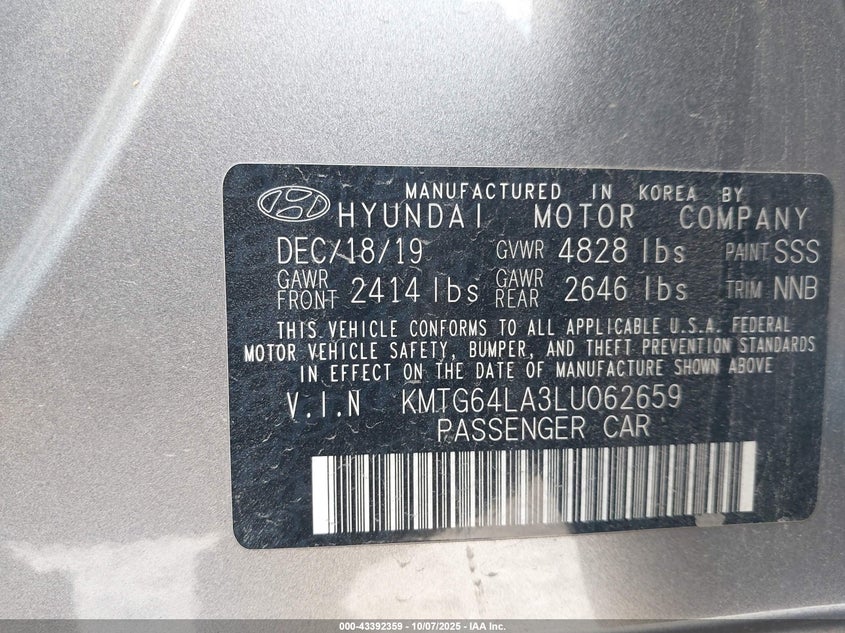 MANUFACTURED IN KOREA BY
HYUNDAI MOTOR COMPANY
DEC/18/19 GVWR 4828 lbs PAINT SSS
GAWR FRONT 2414 lbs GAWR REAR 2646 lbs TRIM NNB
THIS VEHICLE CONFORMS TO ALL APPLICABLE U.S.A. FEDERAL
MOTOR VEHICLE SAFETY, BUMPER, AND THEFT PREVENTION STANDARDS
IN EFFECT ON THE DATE OF MANUFACTURE SHOWN ABOVE
V.I.N KMTG64LA3LU062659
PASSENGER CAR
000-43392359 - 10/07/2025 - IAA Inc.